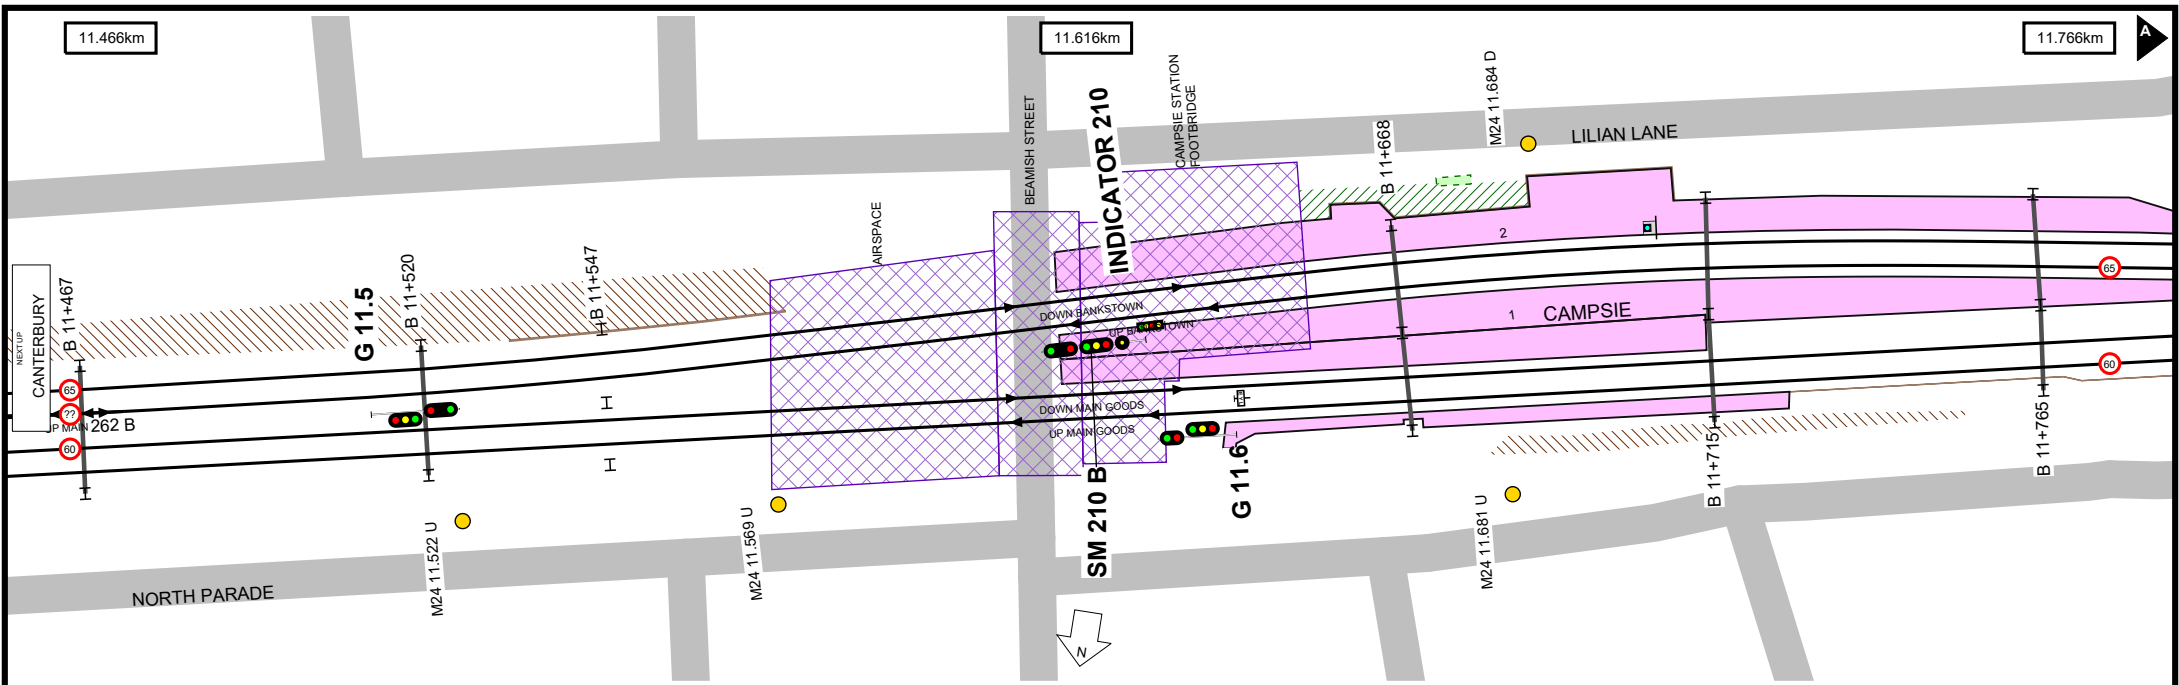 11.466km
11.616km
11.766km
A
BEAMISH STREET
INDICATOR 210
CAMPSIE STATION
FOOTBRIDGE
M24 11.684 D
LILIAN LANE
B 11+668
AIRSPACE
2
B 11+547
B 11+520
G 11.5
B 11+467
NEXT UP
CANTERBURY
65
DOWN BANKSTOWN
UP BANKSTOWN
1
CAMPSIE
65
65
??
UP MAIN
262 B
60
60
DOWN MAIN GOODS
UP MAIN GOODS
SM 210 B
G 11.6
B 11+715
B 11+765
M24 11.522 U
M24 11.569 U
M24 11.681 U
NORTH PARADE
N